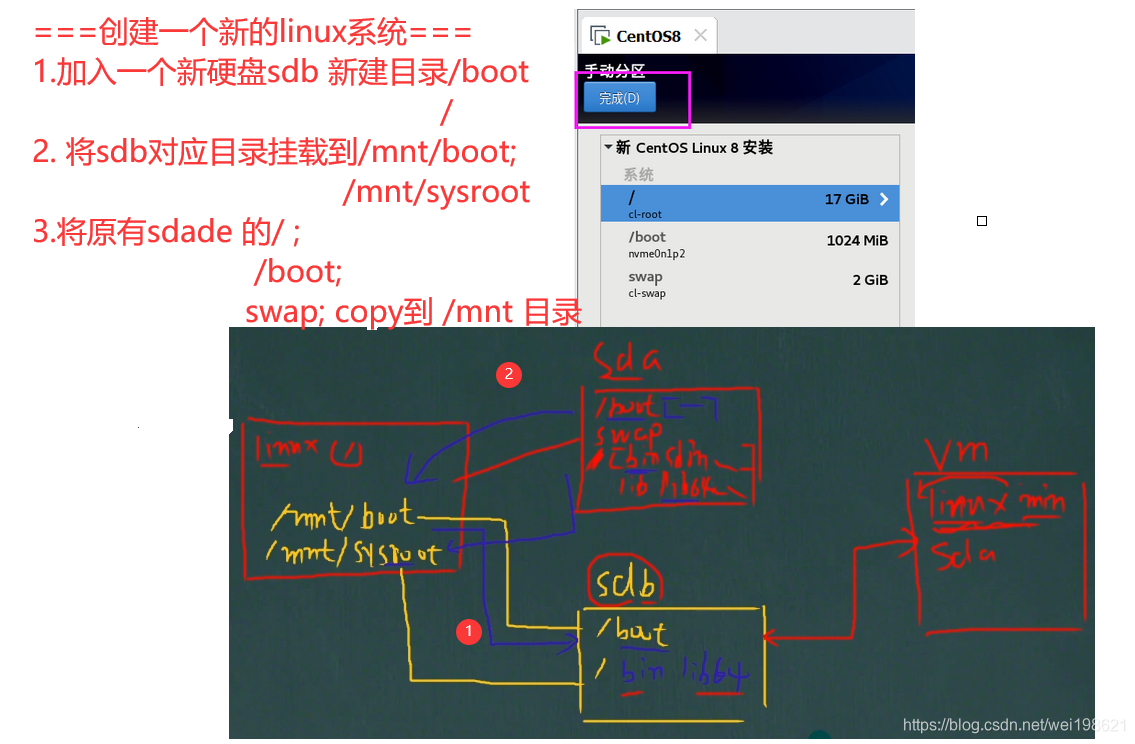 ===创建一个新的linux系统===
1.加入一个新硬盘sdb 新建目录/boot
/
2. 将sdb对应目录挂载到/mnt/boot;
/mnt/sysroot
3.将原有sdade 的/ ;
/boot;
swap; copy到 /mnt 目录
CentOS8
手动分区
完成(D)
新 CentOS Linux 8 安装
系统
/ 17 GiB
cl-root
/boot 1024 MiB
nvme0n1p2
swap 2 GiB
cl-swap
sda
2
/boot [一]
swap
/ [bin sbin ]
lib /lib64
linux (/)
/mnt/boot
/mnt/sysroot
Vm
linux min
sda
sdb
1
/boot
/ bin lib64
https://blog.csdn.net/wei198621